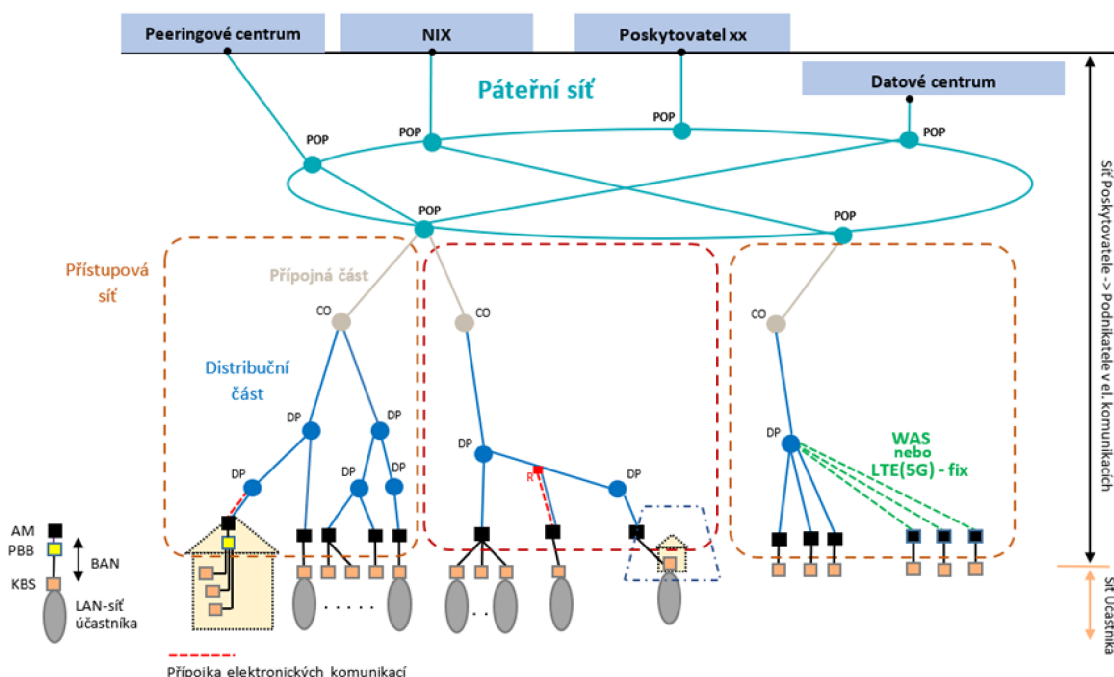 Peeringové centrum
NIX
Poskytovatel xx
Datové centrum
Páteřní síť
POP
POP
POP
POP
POP
POP
Přístupová
síť
Přípojná část
CO
CO
CO
Distribuční
část
DP
DP
DP
DP
DP
DP
DP
DP
R
WAS
nebo
LTE(5G) - fix
AM
PBB
BAN
KBS
LAN-síť
účastníka
. . . . . .
. .
Přípojka elektronických komunikací
Síť Poskytovatele -> Podnikatele v el. komunikacích
Síť Účastníka